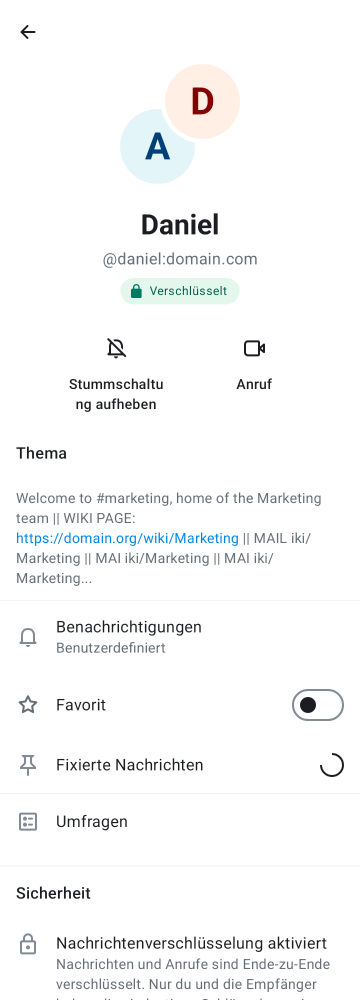 D
A
Daniel
@daniel:domain.com
Verschlüsselt
Stummschaltu
ng aufheben
Anruf
Thema
Welcome to #marketing, home of the Marketing
team || WIKI PAGE:
https://domain.org/wiki/Marketing || MAIL iki/
Marketing || MAI iki/Marketing || MAI iki/
Marketing...
Benachrichtigungen
Benutzerdefiniert
Favorit
Fixierte Nachrichten
Umfragen
Sicherheit
Nachrichtenverschlüsselung aktiviert
Nachrichten und Anrufe sind Ende-zu-Ende
verschlüsselt. Nur du und die Empfänger